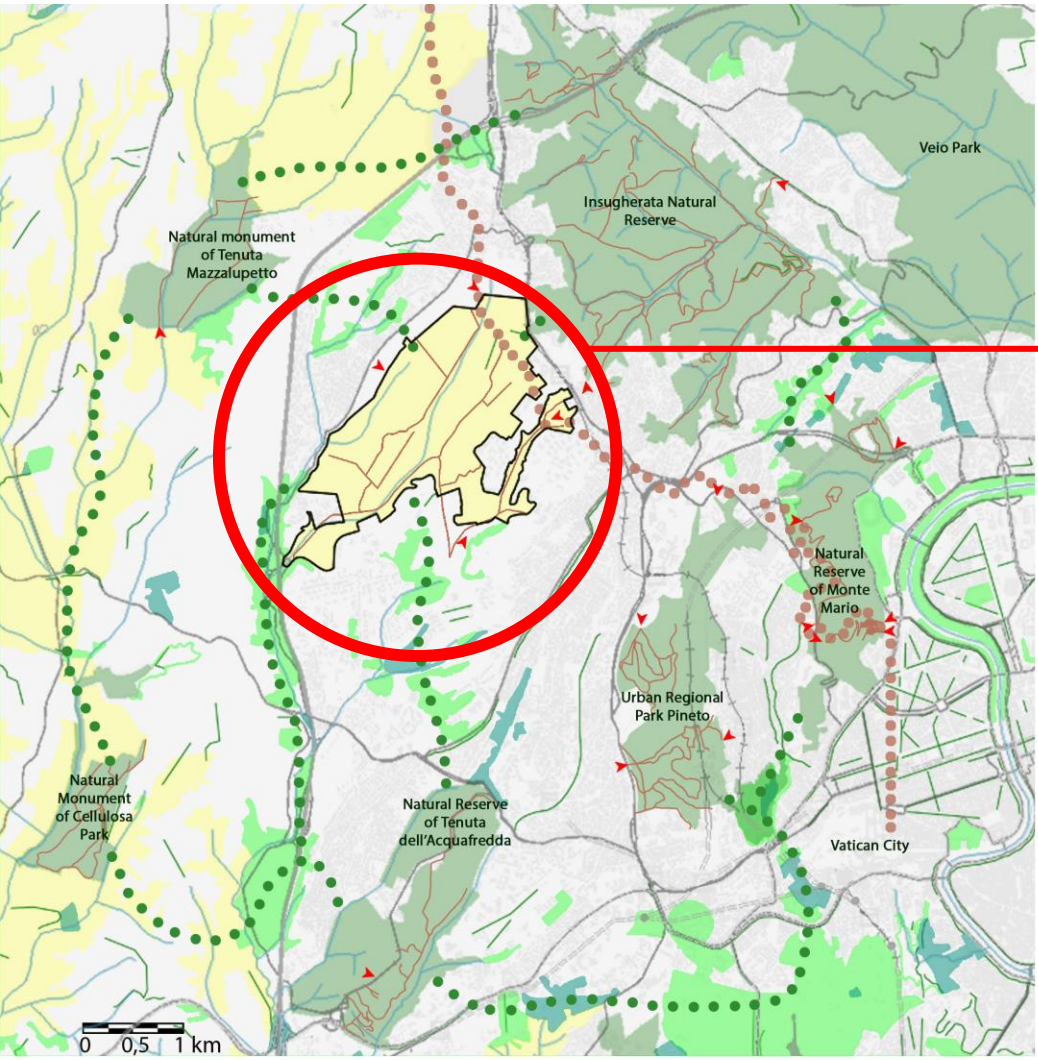 Veio Park
Insugherata Natural
Reserve
Natural monument
of Tenuta
Mazzalupetto
Natural
Reserve
of Monte
Mario
Urban Regional
Park Pineto
Natural
Monument
of Cellulosa
Park
Natural Reserve
of Tenuta
dell'Acquafredda
Vatican City
0 0,5 1 km